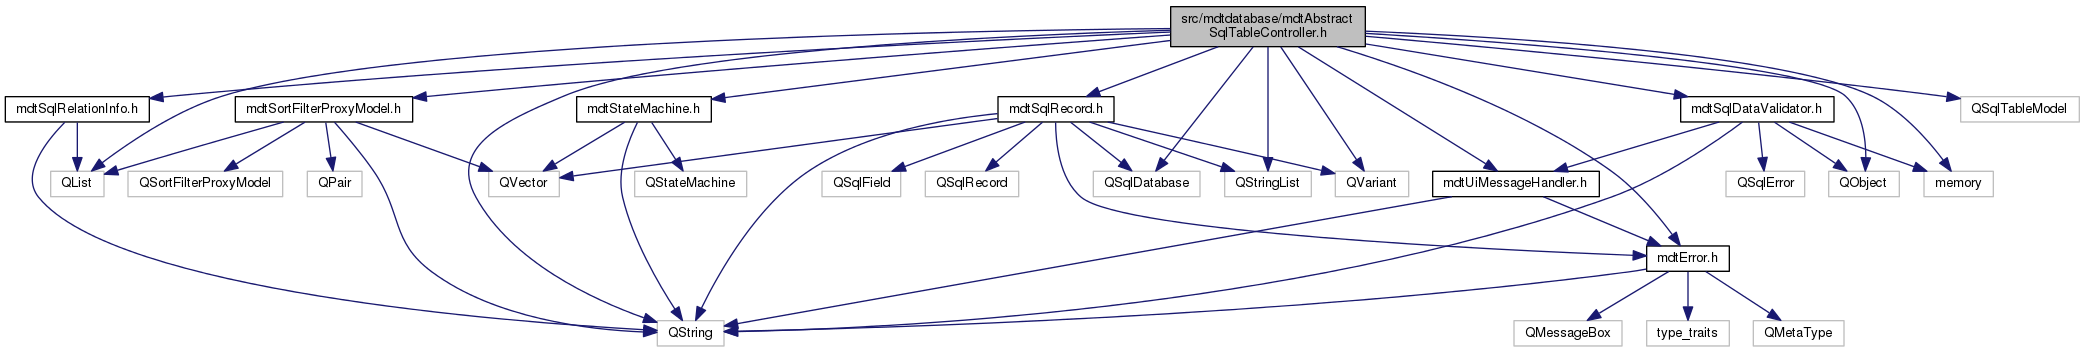 src/mdtdatabase/mdtAbstract
SqlTableController.h
mdtSqlRelationInfo.h
mdtSortFilterProxyModel.h
mdtStateMachine.h
mdtSqlRecord.h
mdtSqlDataValidator.h
QSqlTableModel
QList
QSortFilterProxyModel
QPair
QVector
QStateMachine
QSqlField
QSqlRecord
QSqlDatabase
QStringList
QVariant
mdtUiMessageHandler.h
QSqlError
QObject
memory
mdtError.h
QString
QMessageBox
type_traits
QMetaType